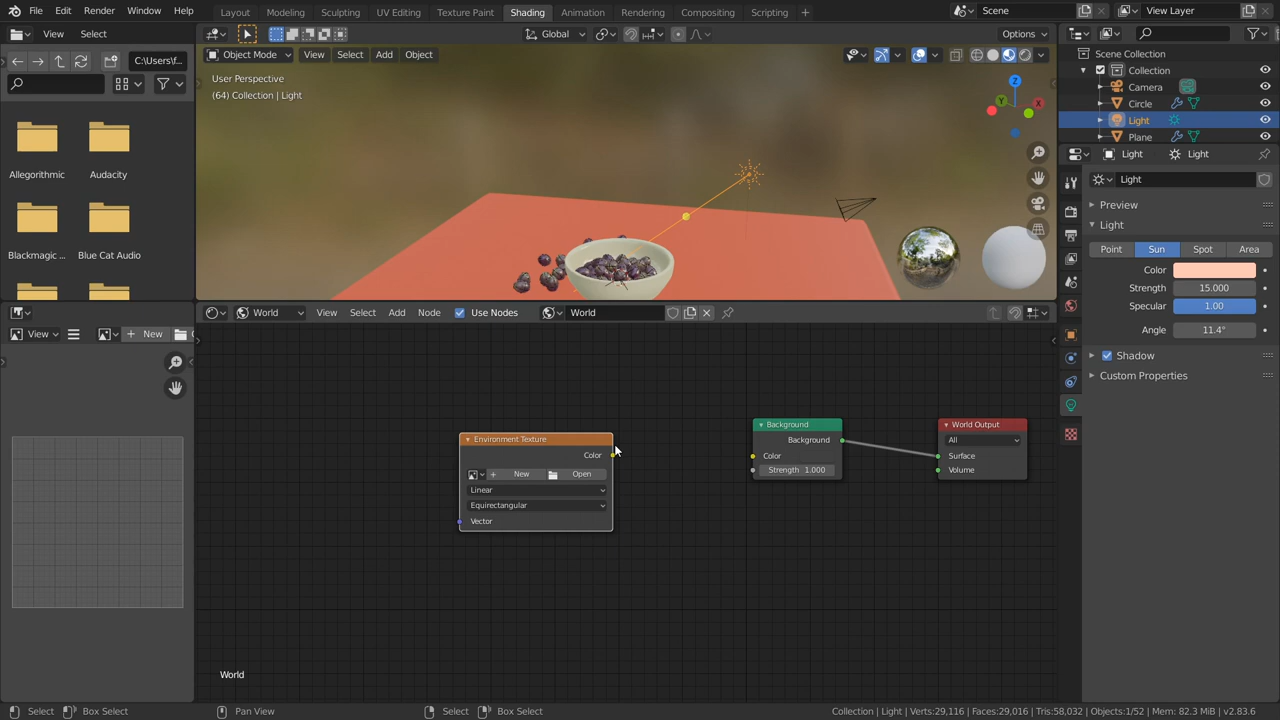 File Edit Render Window Help
Layout Modeling Sculpting UV Editing Texture Paint Shading Animation Rendering Compositing Scripting +
Scene
View Layer
View Select
Global
Options
C:\Users\f...
Object Mode View Select Add Object
User Perspective
(64) Collection | Light
Z
Y
X
Allegorithmic
Audacity
Blackmagic ...
Blue Cat Audio
Scene Collection
Collection
Camera
Circle
Light
Plane
Light Light
Light
Preview
Light
Point Sun Spot Area
Color
Strength 15.000
Specular 1.00
Angle 11.4°
Shadow
Custom Properties
View New
World View Select Add Node Use Nodes World
Environment Texture
Color
New Open
Linear
Equirectangular
Vector
Background
Background
Color
Strength 1.000
World Output
All
Surface
Volume
World
Select Box Select Pan View Select Box Select
Collection | Light | Verts:29,116 | Faces:29,016 | Tris:58,032 | Objects:1/52 | Mem: 82.3 MiB | v2.83.6